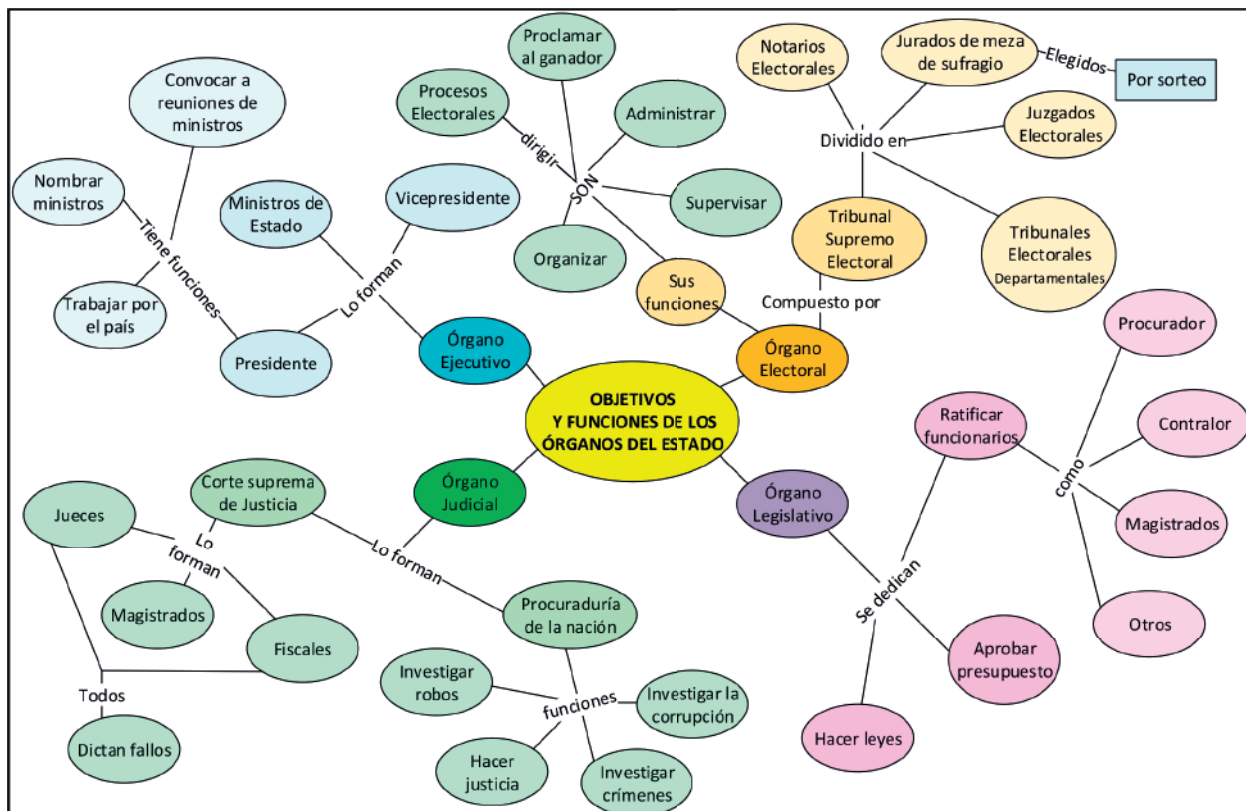 OBJETIVOS
Y FUNCIONES DE LOS
ÓRGANOS DEL ESTADO
Órgano
Ejecutivo
Lo forman
Ministros de
Estado
Vicepresidente
Presidente
Tiene funciones
Convocar a
reuniones de
ministros
Nombrar
ministros
Trabajar por
el país
Órgano
Electoral
Sus
funciones
SON
dirigir
Procesos
Electorales
Proclamar
al ganador
Administrar
Supervisar
Organizar
Compuesto por
Tribunal
Supremo
Electoral
Dividido en
Notarios
Electorales
Jurados de meza
de sufragio
Elegidos
Por sorteo
Juzgados
Electorales
Tribunales
Electorales
Departamentales
Órgano
Legislativo
Se dedican
Ratificar
funcionarios
como
Procurador
Contralor
Magistrados
Otros
Aprobar
presupuesto
Hacer leyes
Órgano
Judicial
Lo forman
Corte suprema
de Justicia
Lo
forman
Jueces
Magistrados
Fiscales
Todos
Dictan fallos
Procuraduría
de la nación
funciones
Investigar
robos
Investigar la
corrupción
Hacer
justicia
Investigar
crímenes